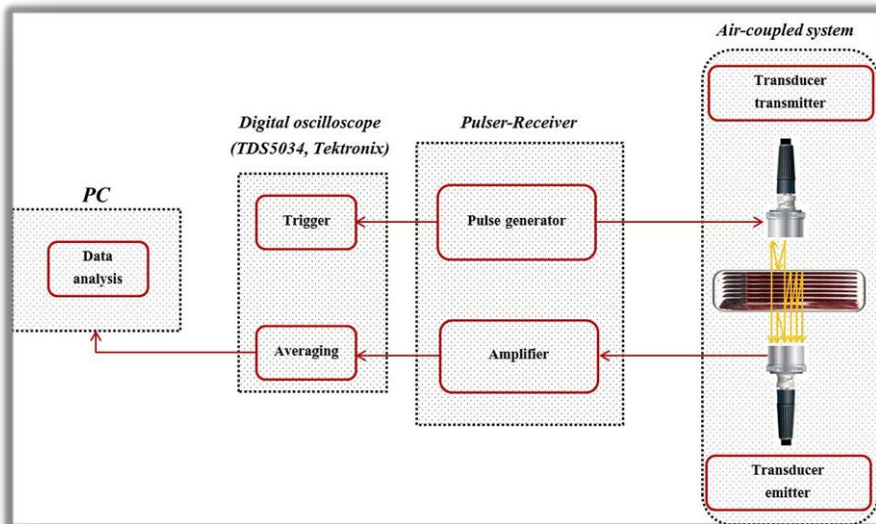 Air-coupled system
Transducer
transmitter
Digital oscilloscope
(TDS5034, Tektronix)
Pulser-Receiver
PC
Trigger
Pulse generator
Data
analysis
Averaging
Amplifier
Transducer
emitter